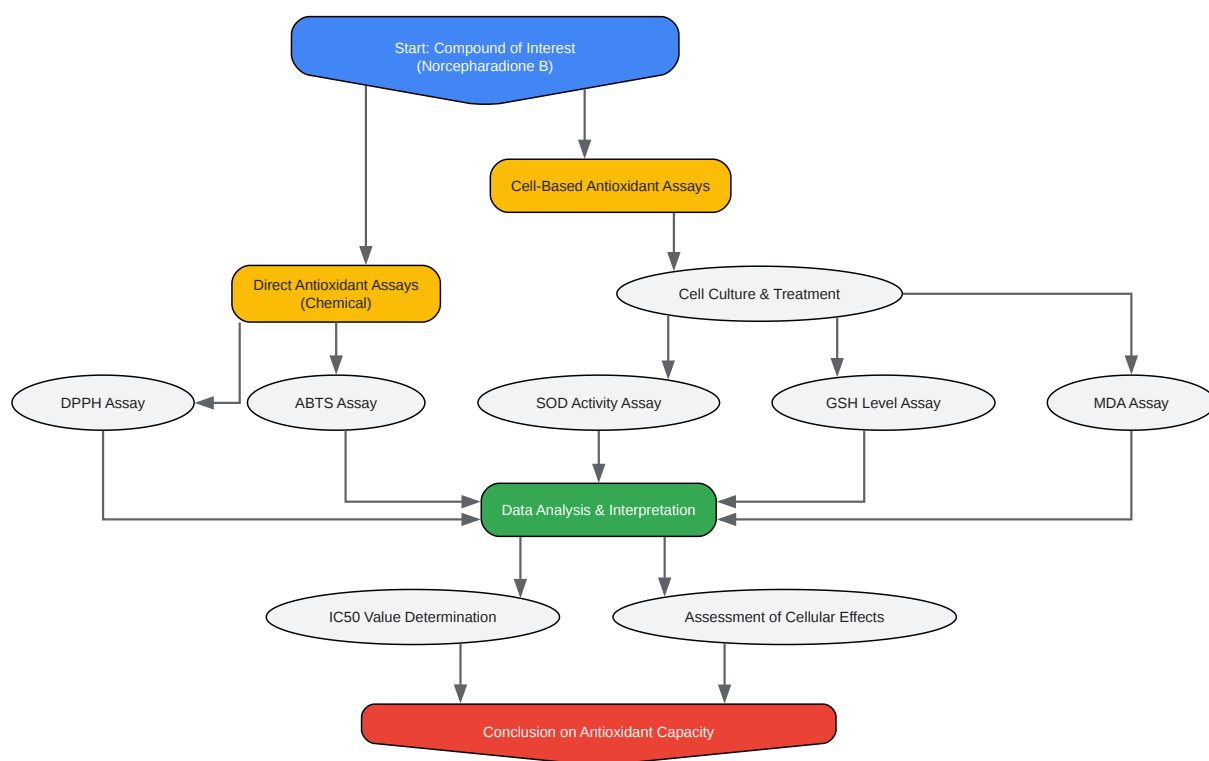 Start: Compound of Interest
(Norcepharadione B)
Cell-Based Antioxidant Assays
Direct Antioxidant Assays
(Chemical)
Cell Culture & Treatment
DPPH Assay
ABTS Assay
SOD Activity Assay
GSH Level Assay
MDA Assay
Data Analysis & Interpretation
IC50 Value Determination
Assessment of Cellular Effects
Conclusion on Antioxidant Capacity